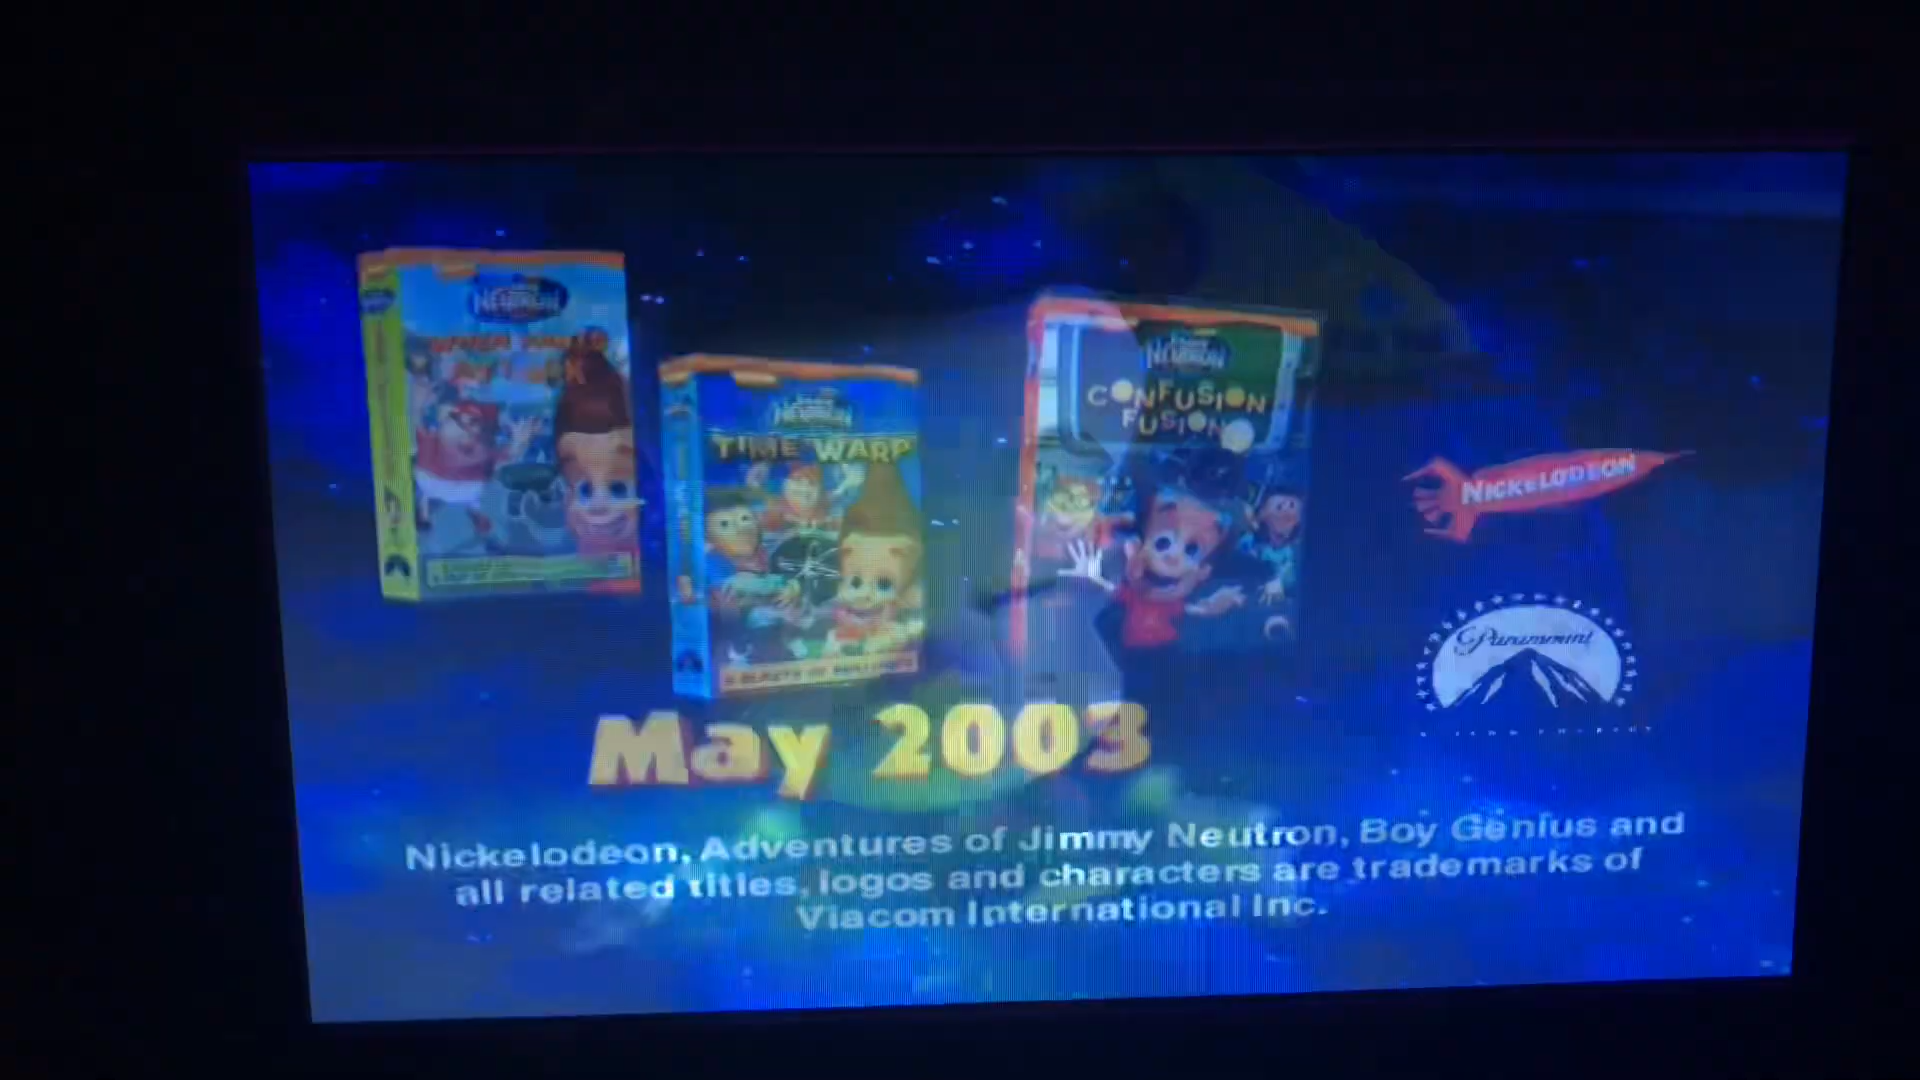 NEUTRON
NEUTRON
TIME WARP
NEUTRON
CONFUSION
FUSION
NICKELODEON
Paramount
May 2003
Nickelodeon, Adventures of Jimmy Neutron, Boy Genius and
all related titles, logos and characters are trademarks of
Viacom International Inc.